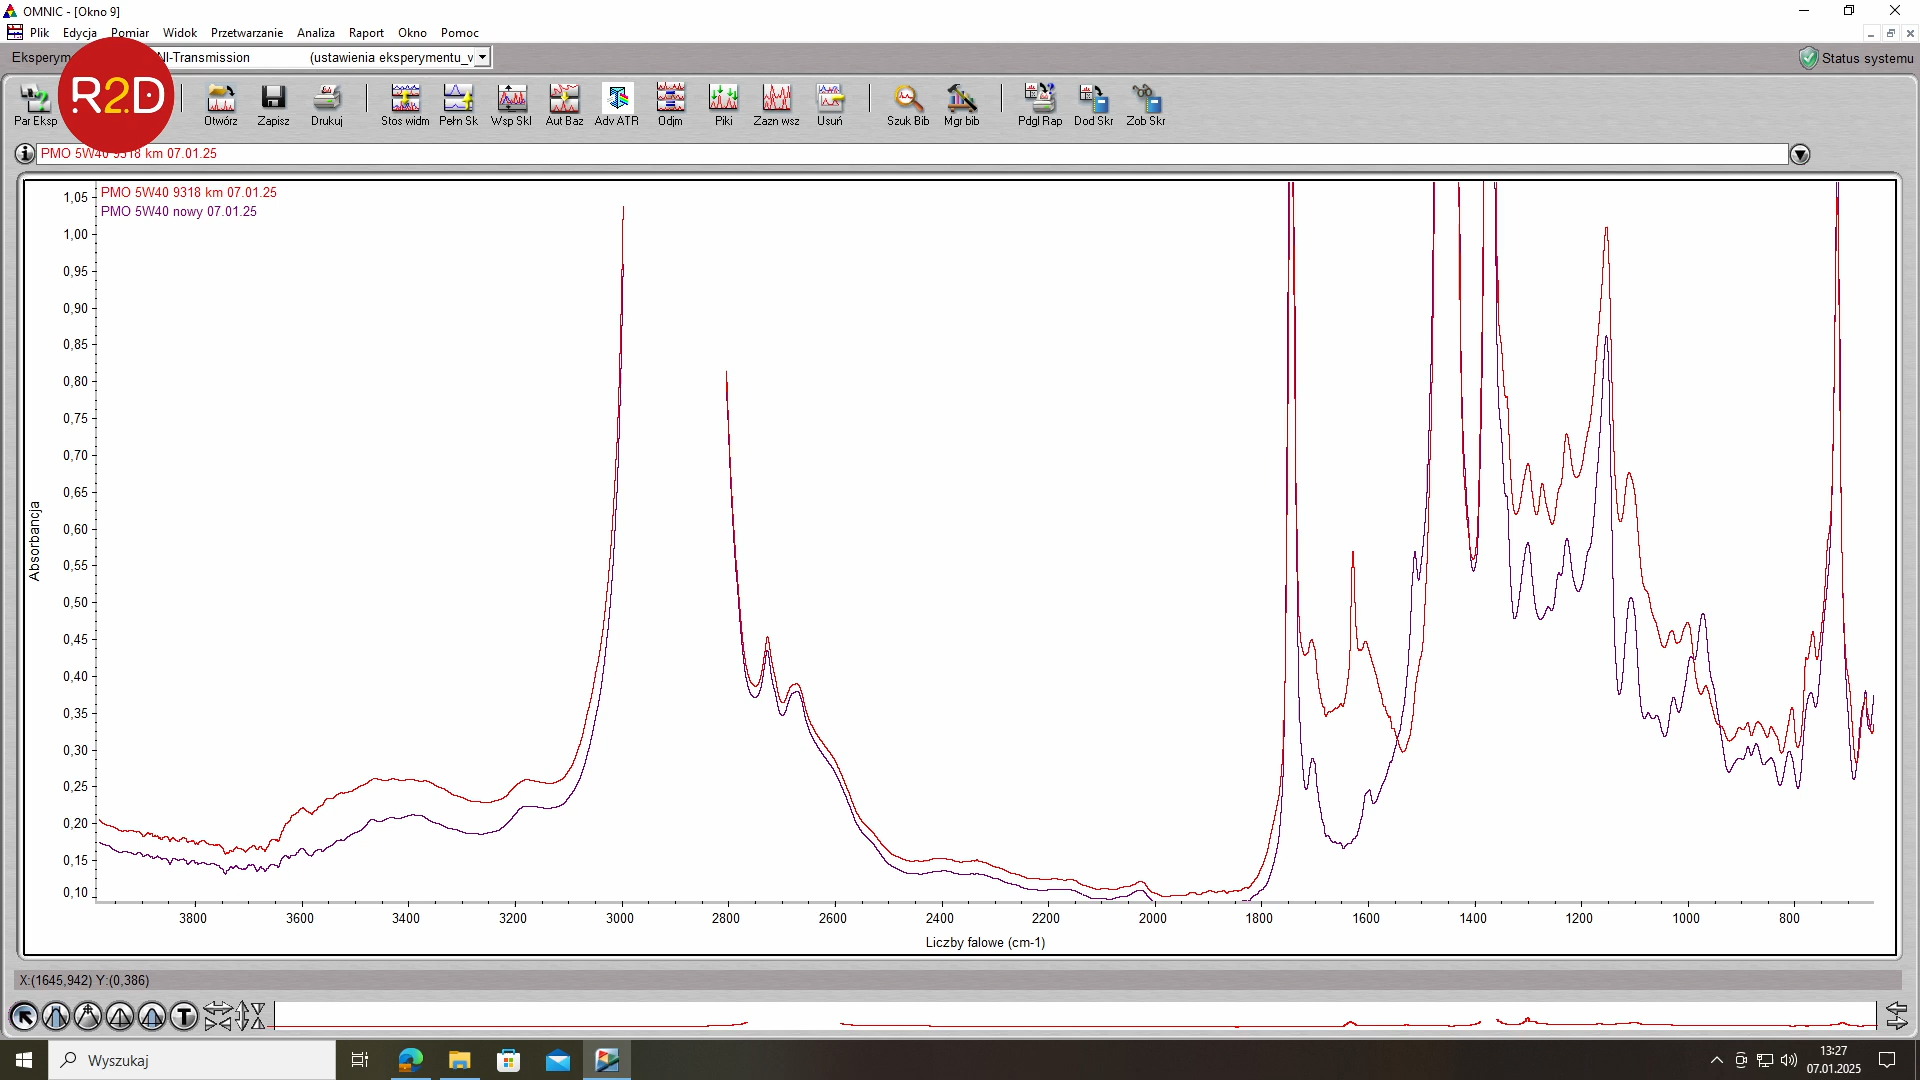 OMNIC - [Okno 9]
Plik Edycja Pomiar Widok Przetwarzanie Analiza Raport Okno Pomoc
l-Transmission (ustawienia eksperymentu_v
Status systemu
R2D
Par Eksp Otwórz Zapisz Drukuj Stos widm Pełn Sk Wsp Skl Aut Baz Adv ATR Odjm Piki Zazn wsz Usuń Szuk Bib Mgr bib Pdgl Rap Dod Skr Zob Skr
PMO 5W40 9318 km 07.01.25
PMO 5W40 9318 km 07.01.25
PMO 5W40 nowy 07.01.25
1,05
1,00
0,95
0,90
0,85
0,80
0,75
0,70
0,65
0,60
0,55
0,50
0,45
0,40
0,35
0,30
0,25
0,20
0,15
0,10
Absorbancja
3800 3600 3400 3200 3000 2800 2600 2400 2200 2000 1800 1600 1400 1200 1000 800
Liczby falowe (cm-1)
X:(1645,942) Y:(0,386)
T
Wyszukaj
13:27
07.01.2025